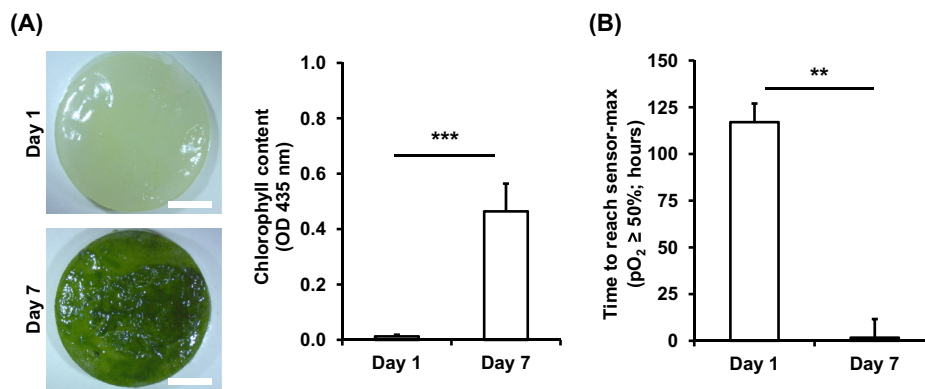 (A)
Day 1
Day 7
Chlorophyll content
(OD 435 nm)
1.0
0.8
0.6
0.4
0.2
0.0
***
Day 1
Day 7
(B)
Time to reach sensor-max
(pO₂ ≥ 50%; hours)
150
125
100
75
50
25
0
**
Day 1
Day 7